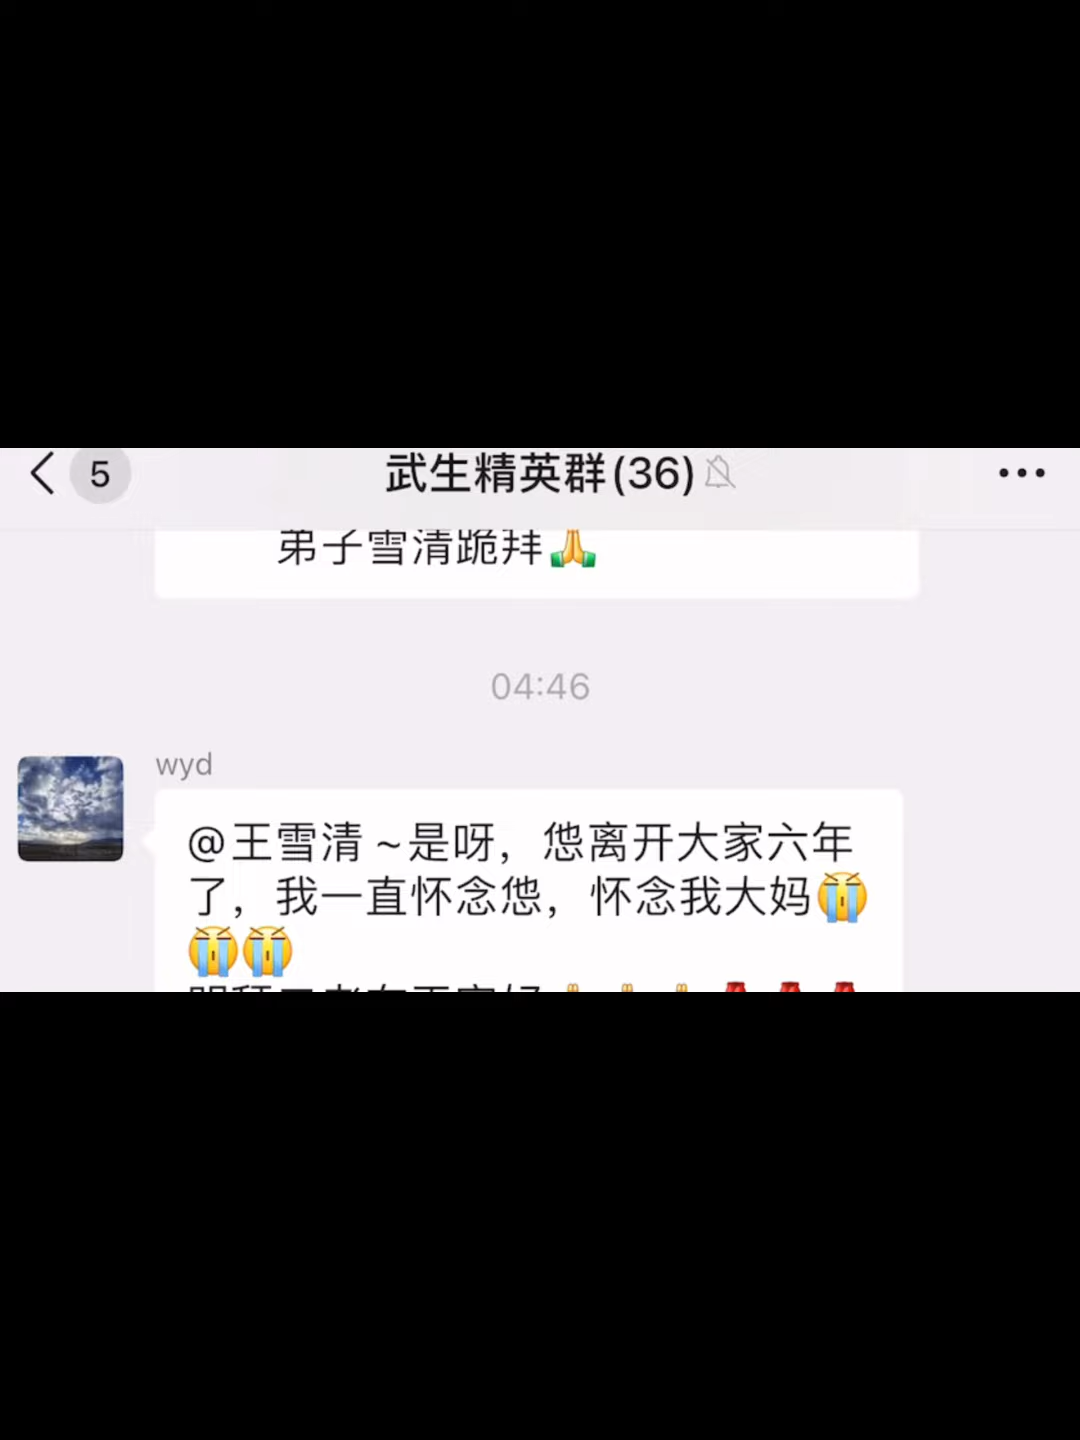 5
武生精英群(36)
弟子雪清跪拜🙏
04:46
wyd
@王雪清 ~是呀，怹离开大家六年
了，我一直怀念怹，怀念我大妈😭
😭😭